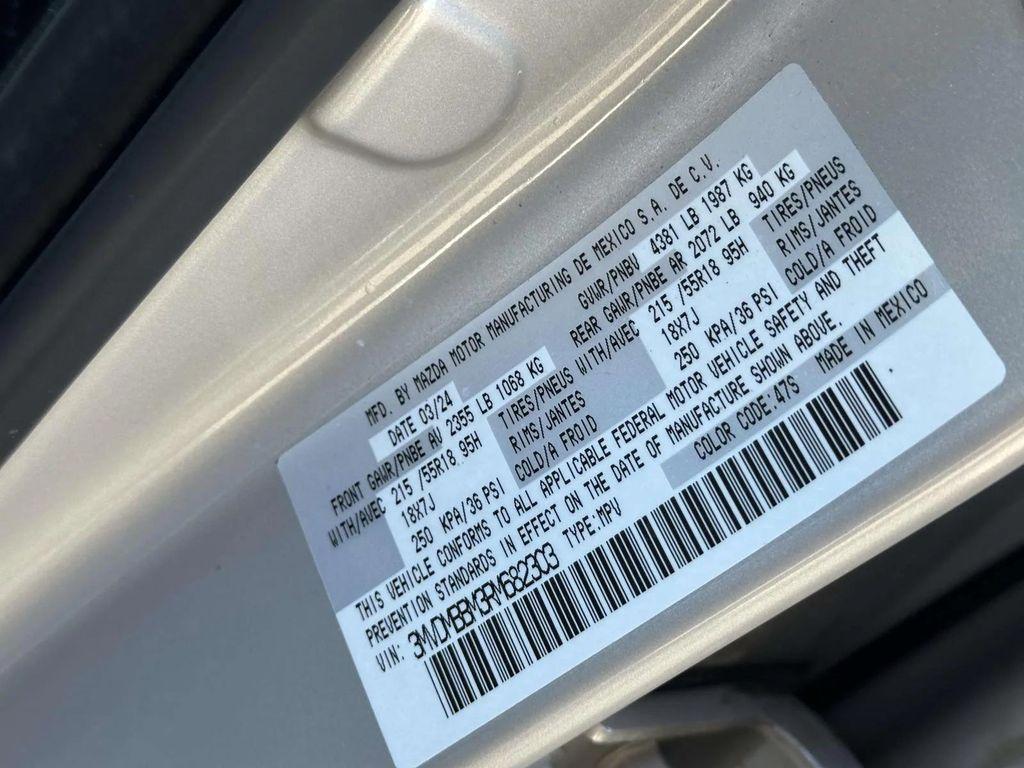 MFD. BY MAZDA MOTOR MANUFACTURING DE MEXICO S.A. DE C.V.
DATE 03/24 GVWR/PNBV 4381 LB 1987 KG
FRONT GAWR/PNBE AV 2355 LB 1068 KG REAR GAWR/PNBE AR 2072 LB 940 KG
WITH/AVEC 215 /55R18 95H TIRES/PNEUS WITH/AVEC 215 /55R18 95H TIRES/PNEUS
18X7J RIMS/JANTES 18X7J RIMS/JANTES
250 KPA/36 PSI COLD/A FROID 250 KPA/36 PSI COLD/A FROID
THIS VEHICLE CONFORMS TO ALL APPLICABLE FEDERAL MOTOR VEHICLE SAFETY AND THEFT
PREVENTION STANDARDS IN EFFECT ON THE DATE OF MANUFACTURE SHOWN ABOVE.
VIN: 3MVDMBBM3RM682303 TYPE:MPV COLOR CODE:47S MADE IN MEXICO